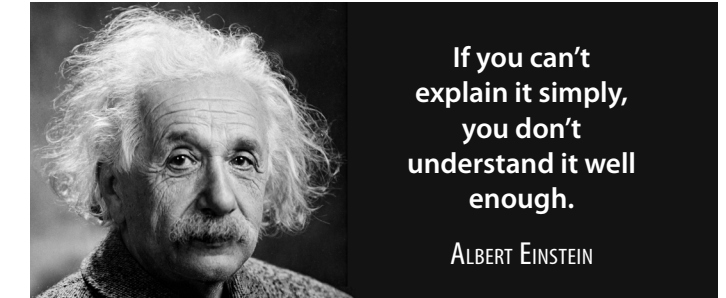 If you can’t
explain it simply,
you don’t
understand it well
enough.
ALBERT EINSTEIN